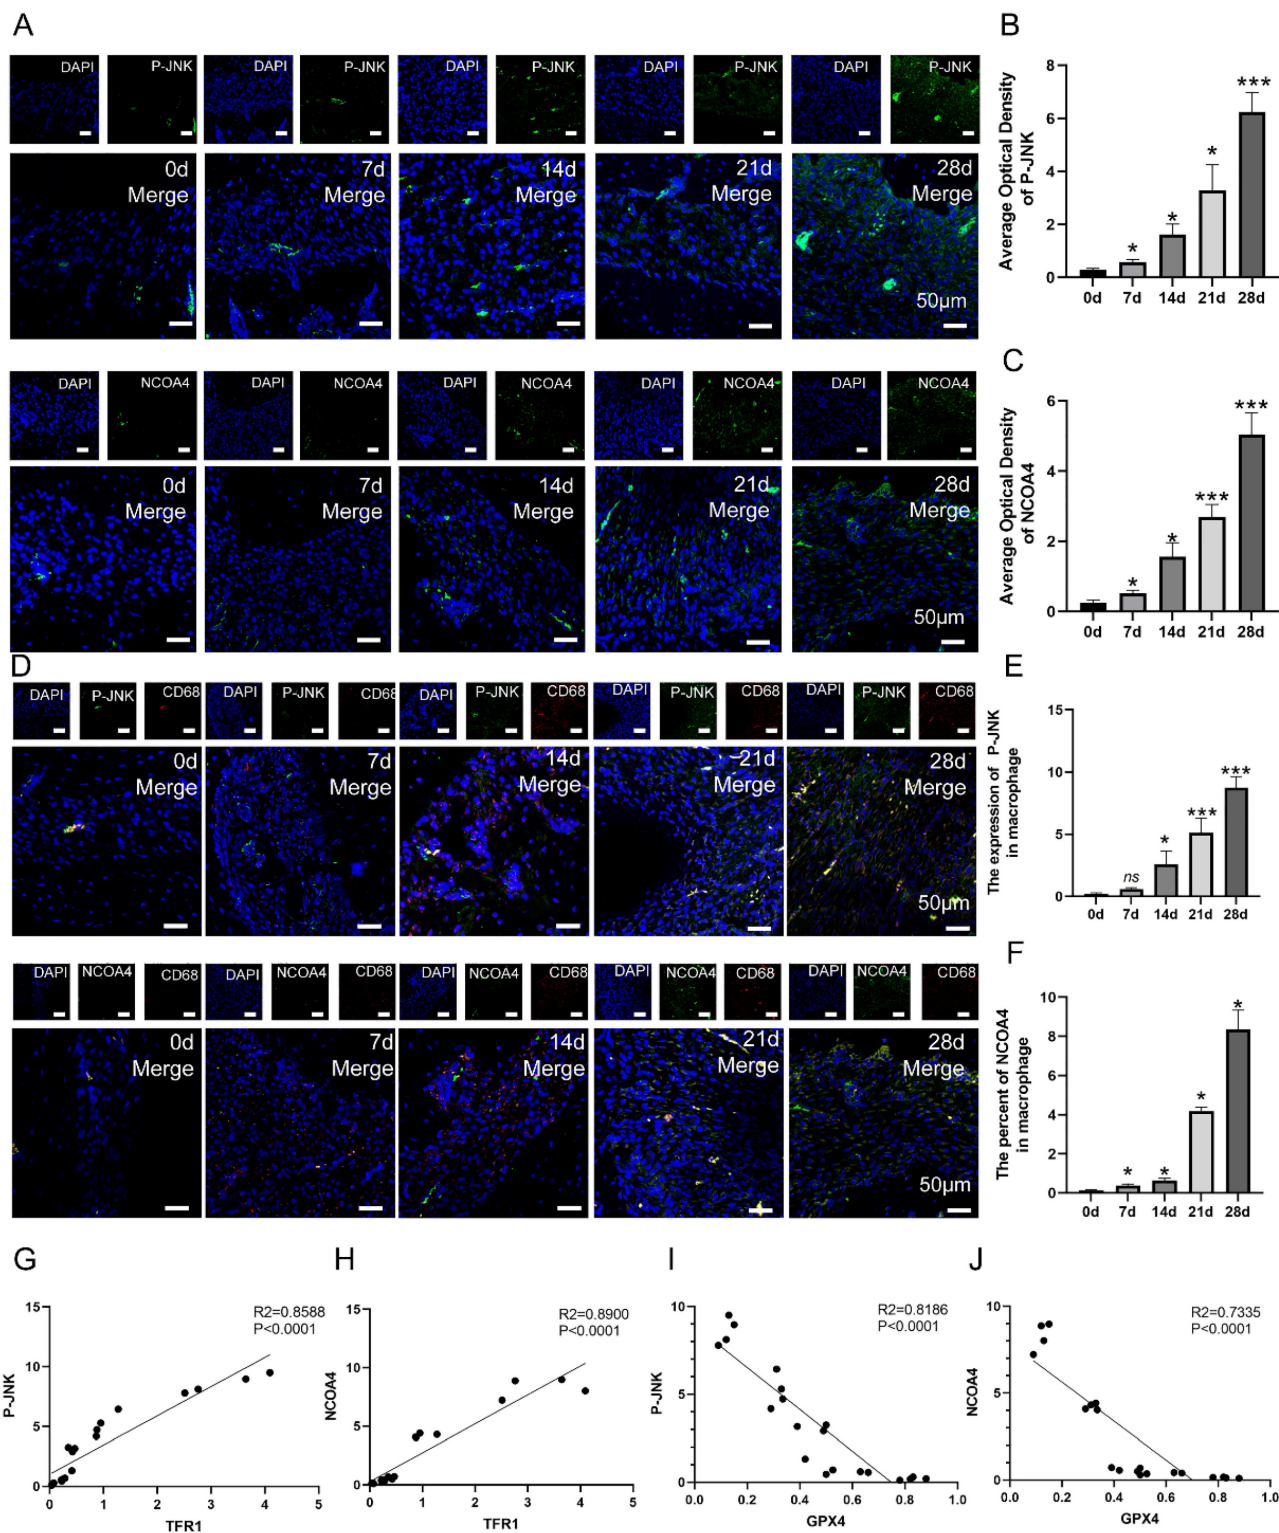 A
DAPI P-JNK DAPI P-JNK DAPI P-JNK DAPI P-JNK DAPI P-JNK
0d Merge
7d Merge
14d Merge
21d Merge
28d Merge
50μm
DAPI NCOA4 DAPI NCOA4 DAPI NCOA4 DAPI NCOA4 DAPI NCOA4
0d Merge
7d Merge
14d Merge
21d Merge
28d Merge
50μm
B
Average Optical Density
of P-JNK
8
6
4
2
0
* * * ***
0d 7d 14d 21d 28d
C
Average Optical Density
of NCOA4
6
4
2
0
* * *** ***
0d 7d 14d 21d 28d
D
DAPI P-JNK CD68 DAPI P-JNK CD68 DAPI P-JNK CD68 DAPI P-JNK CD68 DAPI P-JNK CD68
0d Merge
7d Merge
14d Merge
21d Merge
28d Merge
50μm
DAPI NCOA4 CD68 DAPI NCOA4 CD68 DAPI NCOA4 CD68 DAPI NCOA4 CD68 DAPI NCOA4 CD68
0d Merge
7d Merge
14d Merge
21d Merge
28d Merge
50μm
E
The expression of P-JNK
in macrophage
15
10
5
0
ns * *** ***
0d 7d 14d 21d 28d
F
The percent of NCOA4
in macrophage
10
8
6
4
2
0
* * * *
0d 7d 14d 21d 28d
G
R2=0.8588
P<0.0001
P-JNK
15
10
5
0
0 1 2 3 4 5
TFR1
H
R2=0.8900
P<0.0001
NCOA4
15
10
5
0
0 1 2 3 4 5
TFR1
I
R2=0.8186
P<0.0001
P-JNK
10
5
0
0.0 0.2 0.4 0.6 0.8 1.0
GPX4
J
R2=0.7335
P<0.0001
NCOA4
10
5
0
0.0 0.2 0.4 0.6 0.8 1.0
GPX4